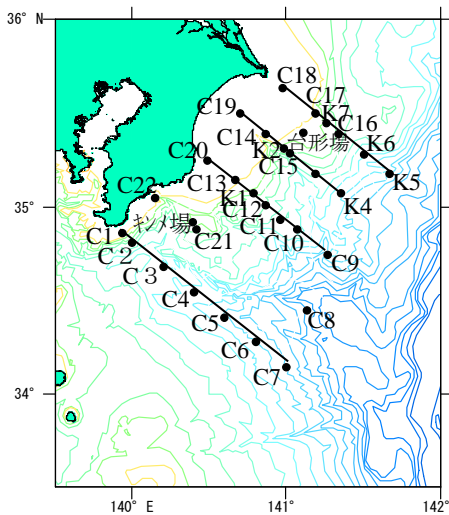 36° N
C18
C17
C19
K7
C14
C16
K2
台形場
K6
C20
C15
C13
K5
C22
K1
K4
C12
35°
キンメ場
C11
C1
C21
C10
C２
C9
C３
C4
C8
C5
C6
C7
34°
140° E
141°
142°